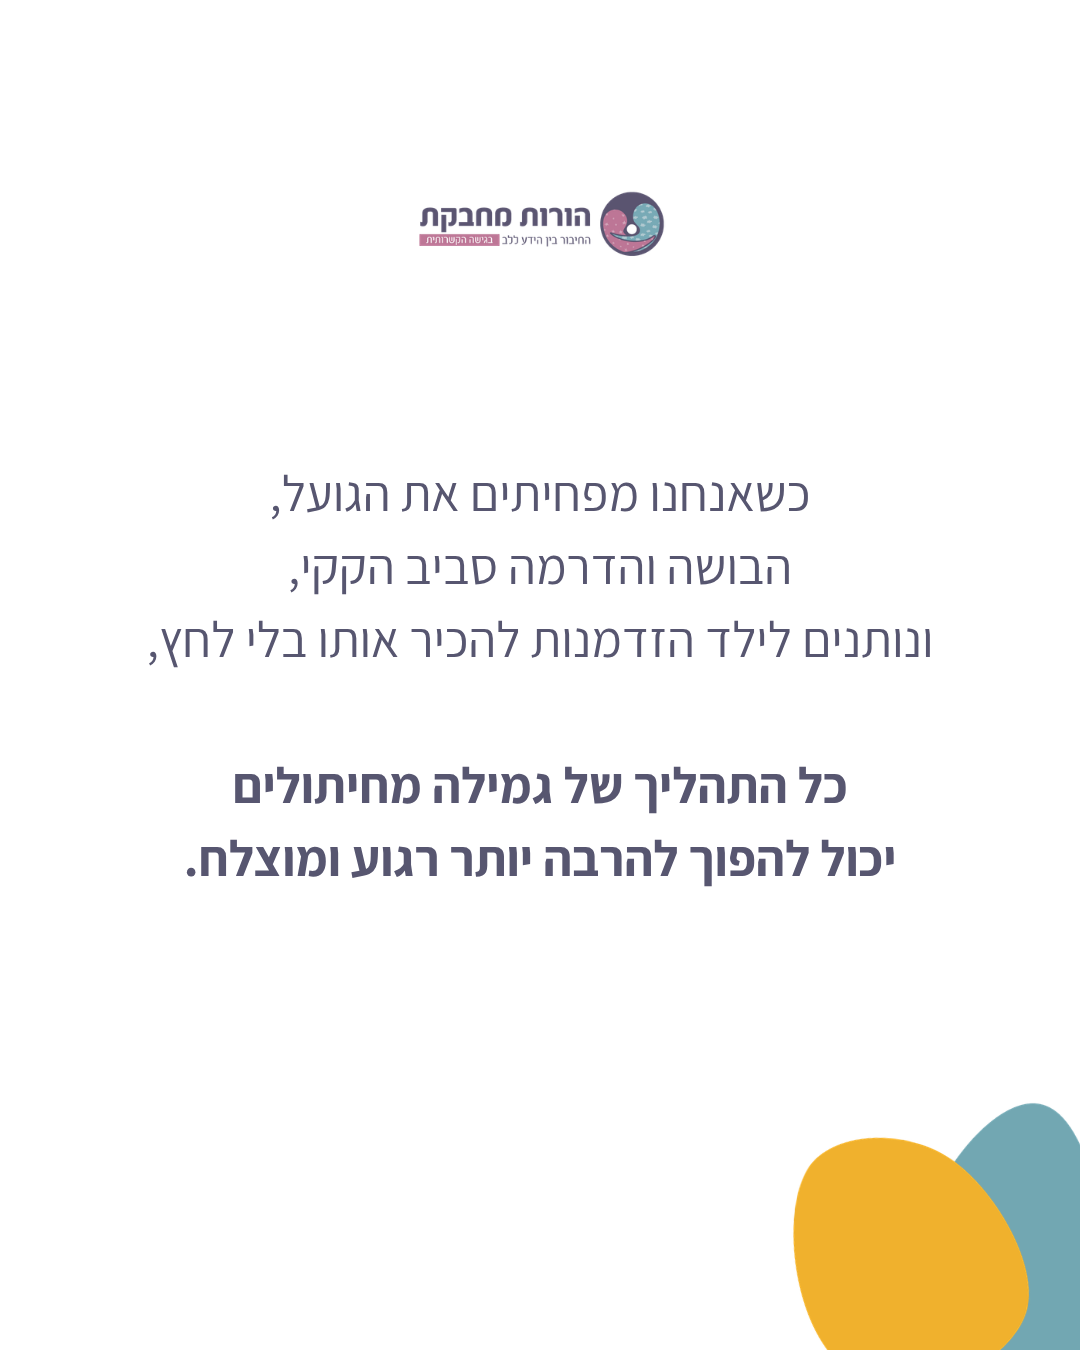 הורות מחבקת
החיבור בין הידע ללב בגישה הקשרותית
כשאנחנו מפחיתים את הגועל,
הבושה והדרמה סביב הקקי,
ונותנים לילד הזדמנות להכיר אותו בלי לחץ,
כל התהליך של גמילה מחיתולים
יכול להפוך להרבה יותר רגוע ומוצלח.